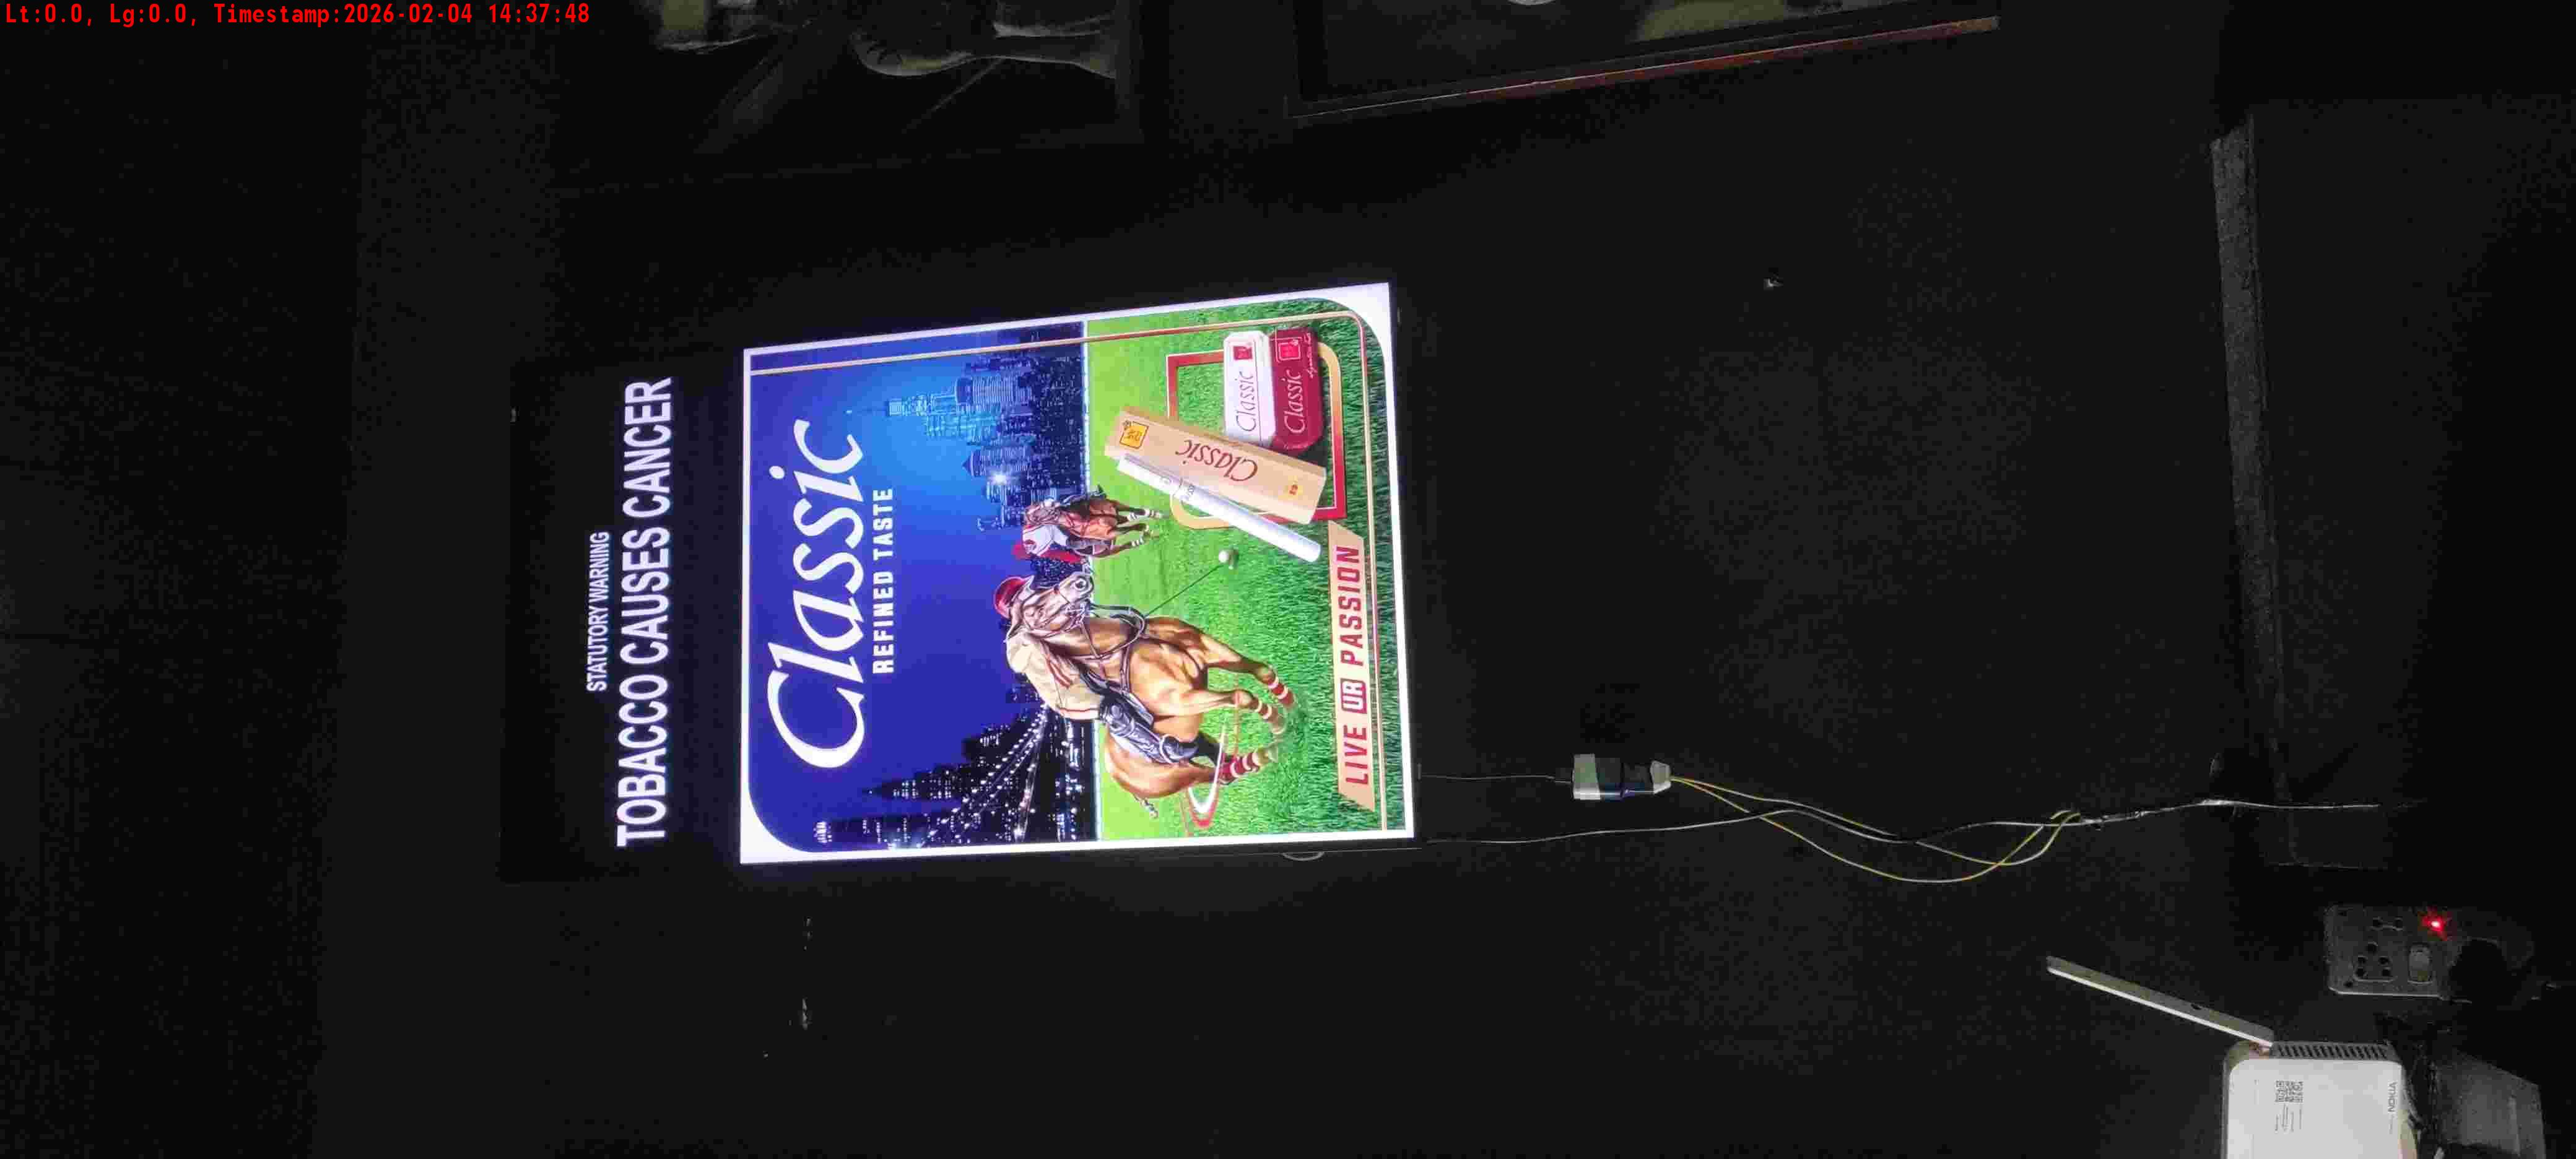 Lt:0.0, Lg:0.0, Timestamp:2026-02-04 14:37:48
STATUTORY WARNING
TOBACCO CAUSES CANCER
Classic
REFINED TASTE
Classic
Classic
Classic
LIVE UR PASSION
NOKIA